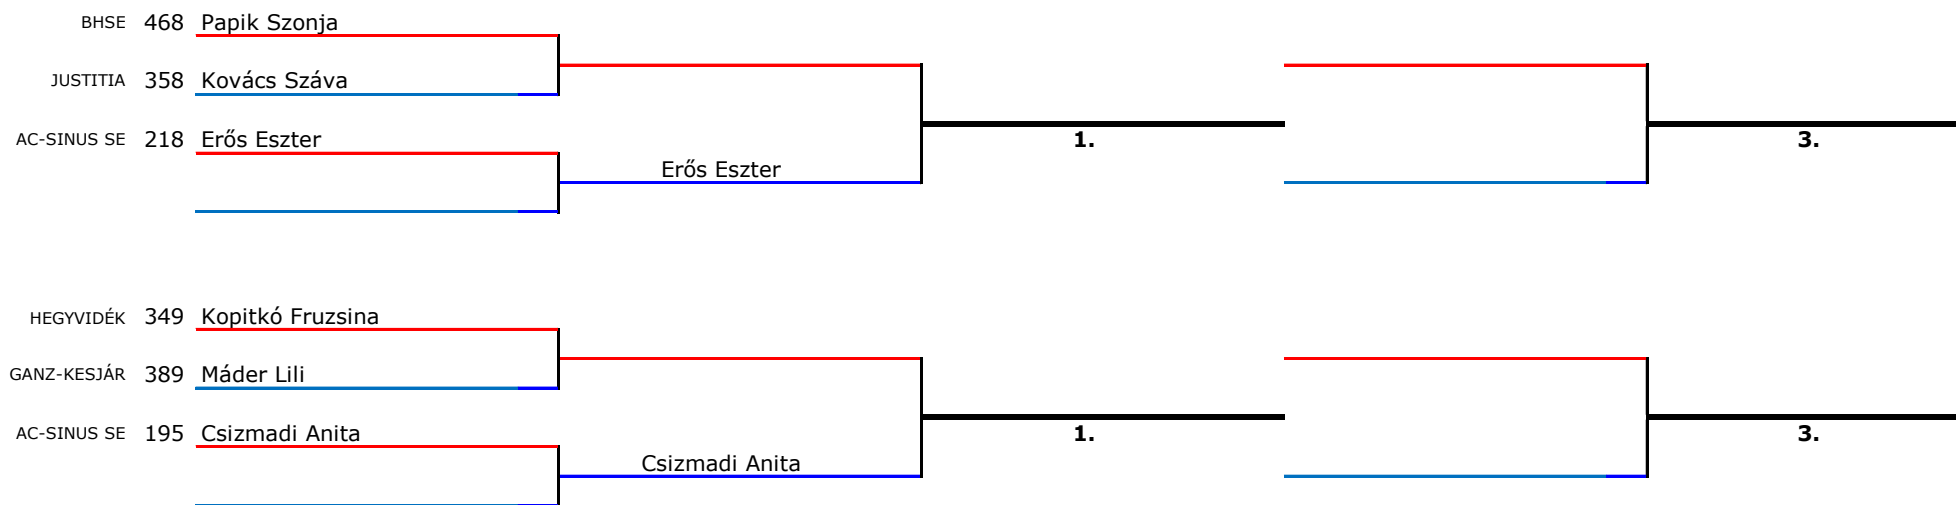 BHSE 468 Papik Szonja
JUSTITIA 358 Kovács Száva
AC-SINUS SE 218 Erős Eszter 1. 3.
Erős Eszter
HEGYVIDÉK 349 Kopitkó Fruzsina
GANZ-KESJÁR 389 Máder Lili
AC-SINUS SE 195 Csizmadi Anita 1. 3.
Csizmadi Anita